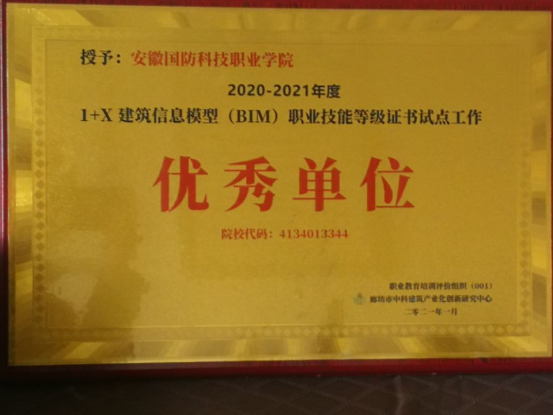 授予：安徽国防科技职业学院
2020-2021年度
1+X 建筑信息模型（BIM）职业技能等级证书试点工作
优秀单位
院校代码：4134013344
职业教育培训评价组织（001）
廊坊市中科建筑产业化创新研究中心
二零二一年一月